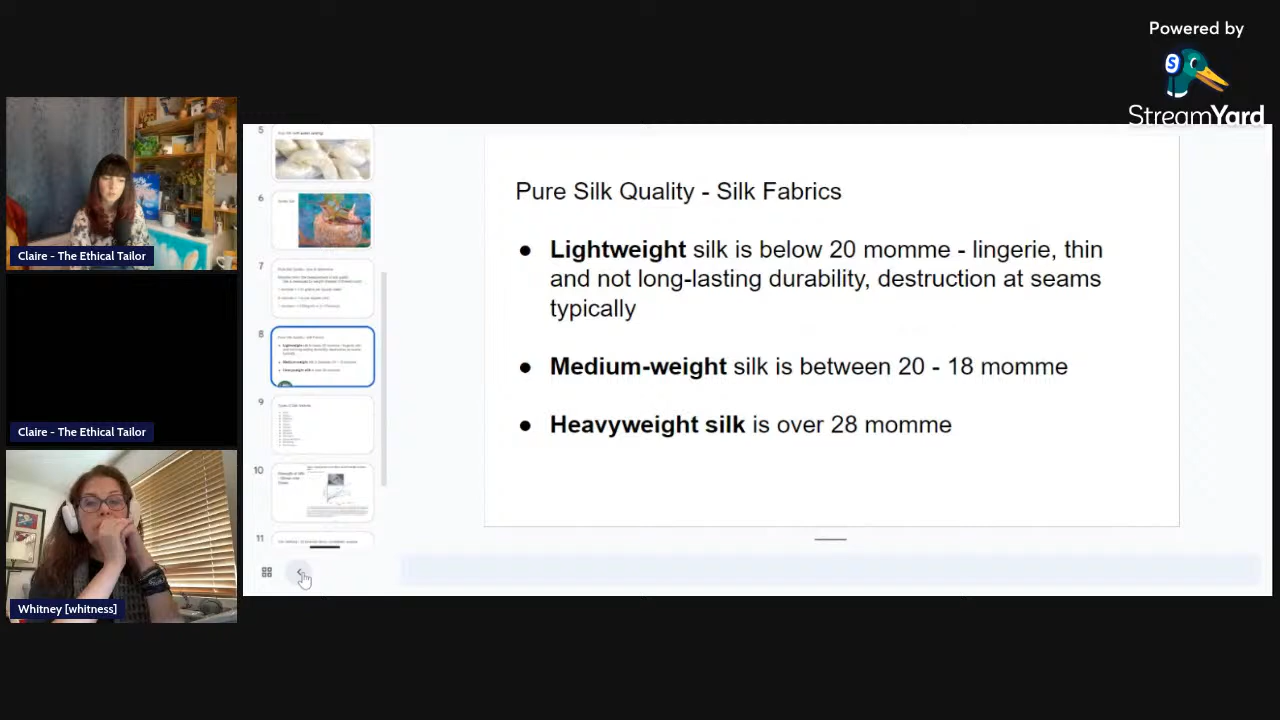 Powered by
S
StreamYard
Claire - The Ethical Tailor
Claire - The Ethical Tailor
Whitney [whitness]
5
6
7
8
9
10
11
Pure Silk Quality - Silk Fabrics
● Lightweight silk is below 20 momme - lingerie, thin
and not long-lasting durability, destruction at seams
typically
● Medium-weight silk is between 20 - 18 momme
● Heavyweight silk is over 28 momme